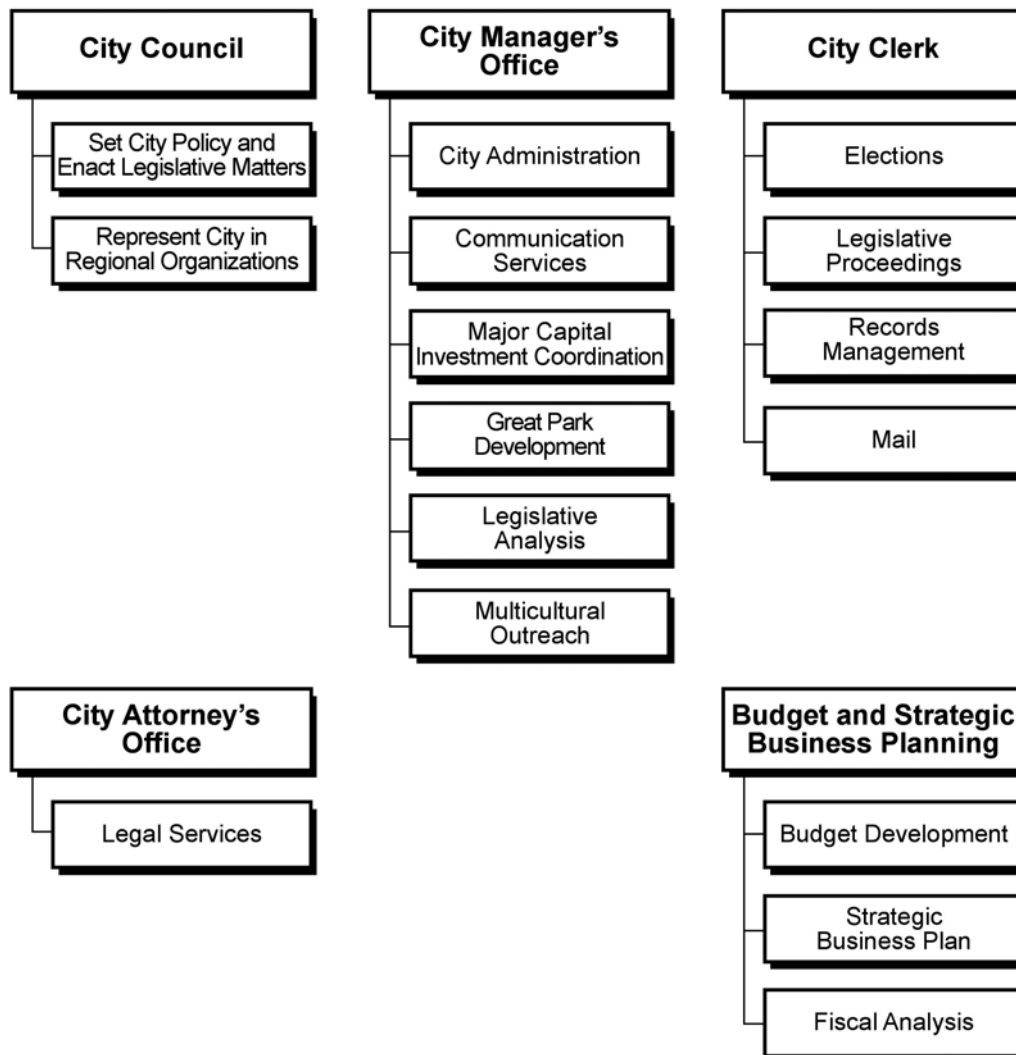 City Council
Set City Policy and
Enact Legislative Matters
Represent City in
Regional Organizations
City Manager’s
Office
City Administration
Communication
Services
Major Capital
Investment Coordination
Great Park
Development
Legislative
Analysis
Multicultural
Outreach
City Clerk
Elections
Legislative
Proceedings
Records
Management
Mail
City Attorney’s
Office
Legal Services
Budget and Strategic
Business Planning
Budget Development
Strategic
Business Plan
Fiscal Analysis